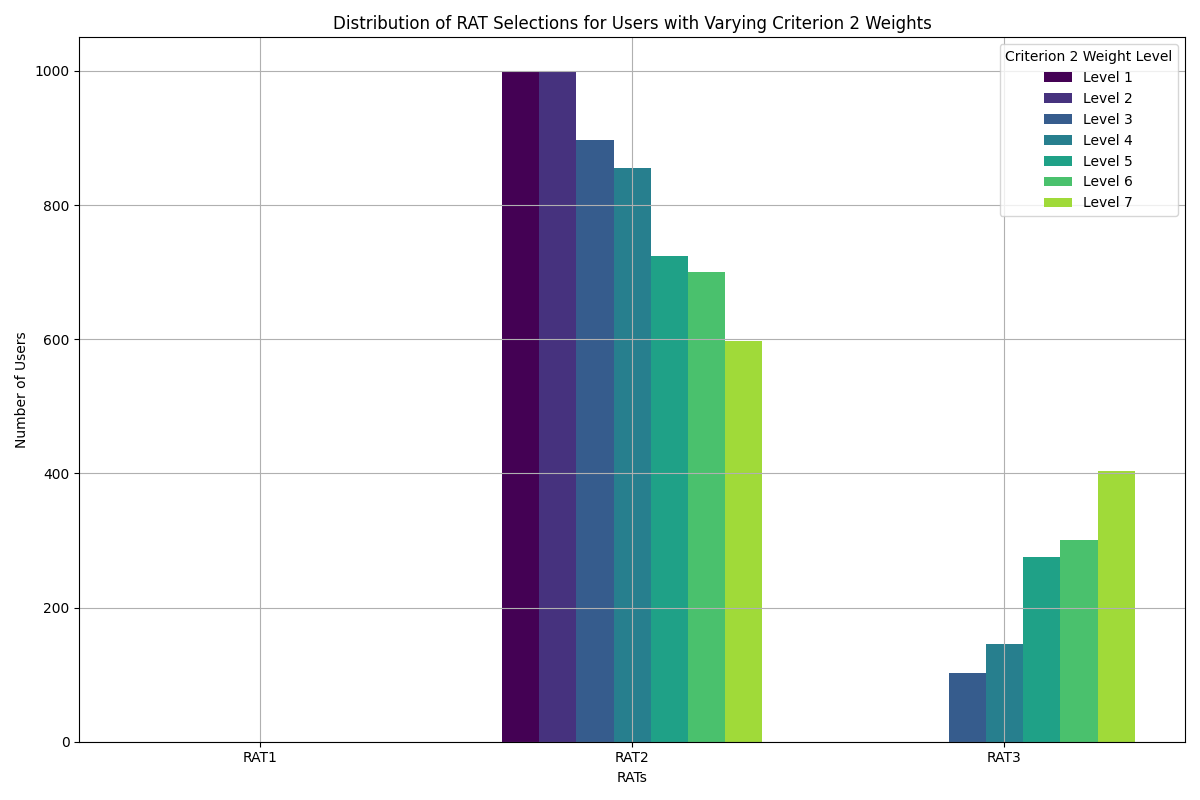 Distribution of RAT Selections for Users with Varying Criterion 2 Weights
Criterion 2 Weight Level
Level 1
Level 2
Level 3
Level 4
Level 5
Level 6
Level 7
Number of Users
1000
800
600
400
200
0
RAT1
RAT2
RAT3
RATs